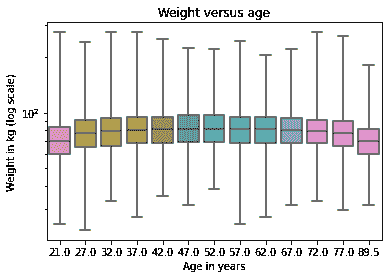 Weight versus age
Weight in kg (log scale)
10²
21.0 27.0 32.0 37.0 42.0 47.0 52.0 57.0 62.0 67.0 72.0 77.0 89.5
Age in years